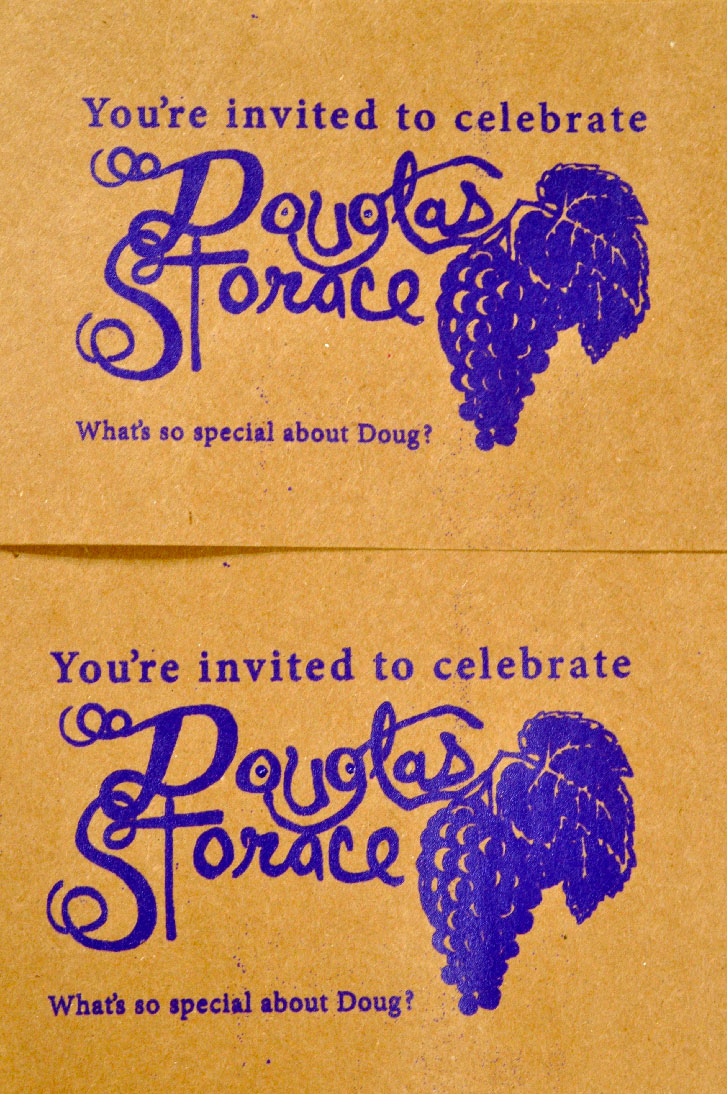 You're invited to celebrate
Douglas
Storace
What's so special about Doug?
You're invited to celebrate
Douglas
Storace
What's so special about Doug?